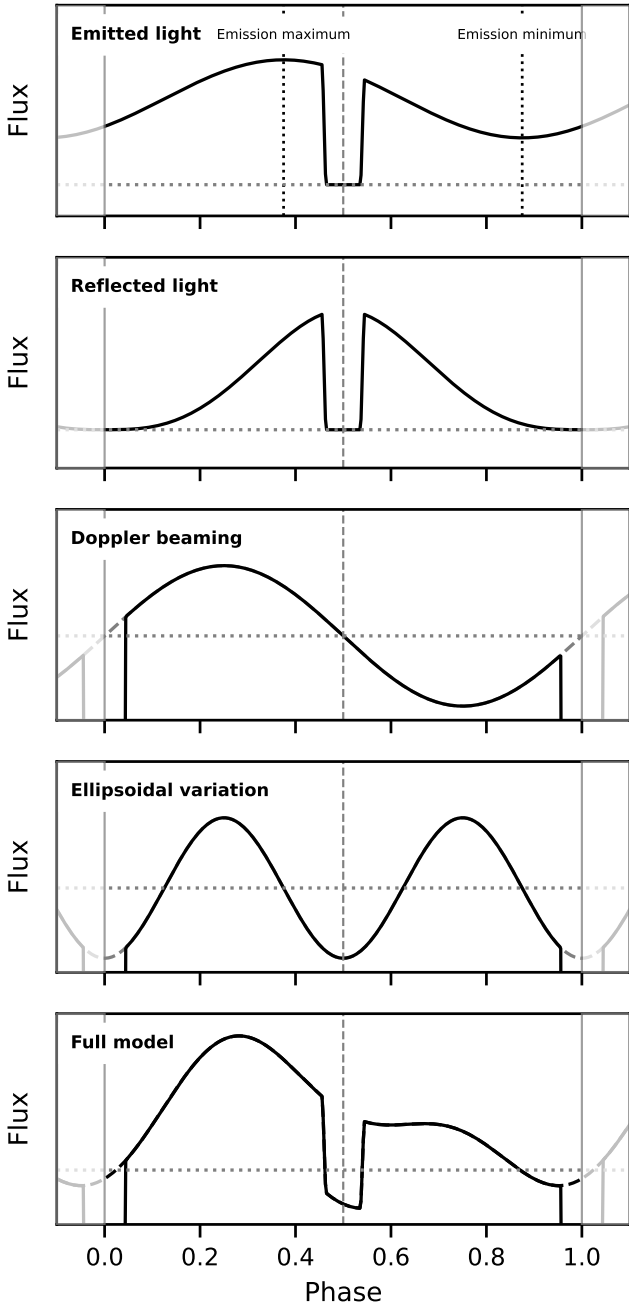 Emitted light Emission maximum Emission minimum
Flux
Reflected light
Flux
Doppler beaming
Flux
Ellipsoidal variation
Flux
Full model
Flux
0.0 0.2 0.4 0.6 0.8 1.0
Phase